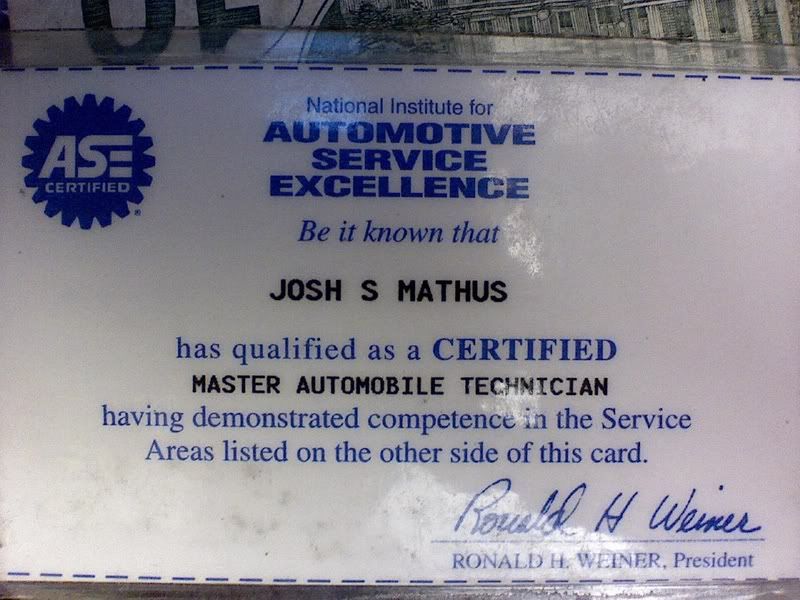 10
ASE
CERTIFIED
®
National Institute for
AUTOMOTIVE
SERVICE
EXCELLENCE
Be it known that
JOSH S MATHUS
has qualified as a CERTIFIED
MASTER AUTOMOBILE TECHNICIAN
having demonstrated competence in the Service
Areas listed on the other side of this card.
Ronald H Weiner
RONALD H. WEINER, President